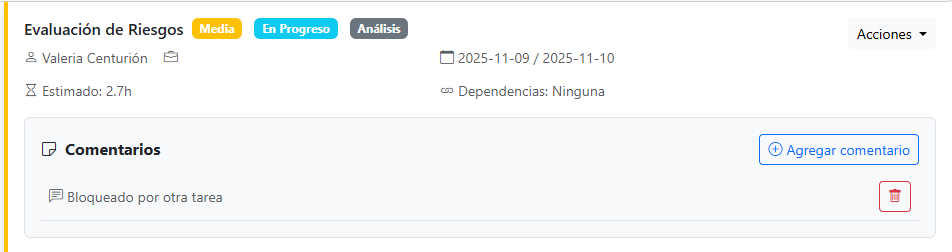 Evaluación de Riesgos Media En Progreso Análisis Acciones
Valeria Centurión 2025-11-09 / 2025-11-10
Estimado: 2.7h Dependencias: Ninguna
Comentarios Agregar comentario
Bloqueado por otra tarea